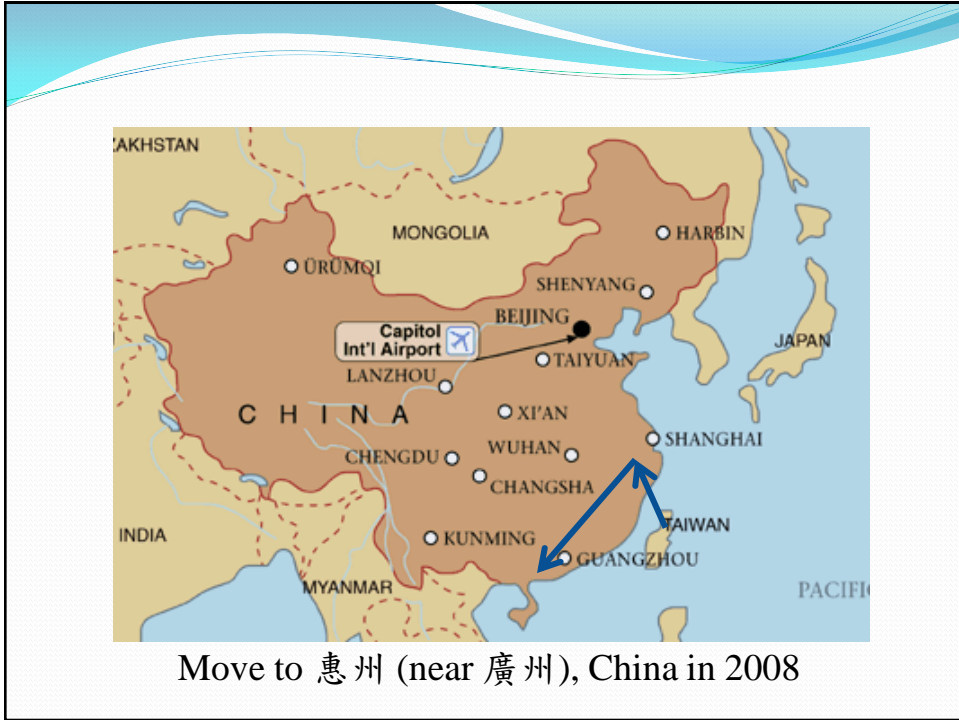 ZAKHSTAN
MONGOLIA
HARBIN
ÜRÜMQI
SHENYANG
BEIJING
Capitol
Int'l Airport
JAPAN
TAIYUAN
LANZHOU
CHINA
XI'AN
SHANGHAI
WUHAN
CHENGDU
CHANGSHA
TAIWAN
INDIA
KUNMING
GUANGZHOU
MYANMAR
PACIFI
Move to 惠州 (near 廣州), China in 2008